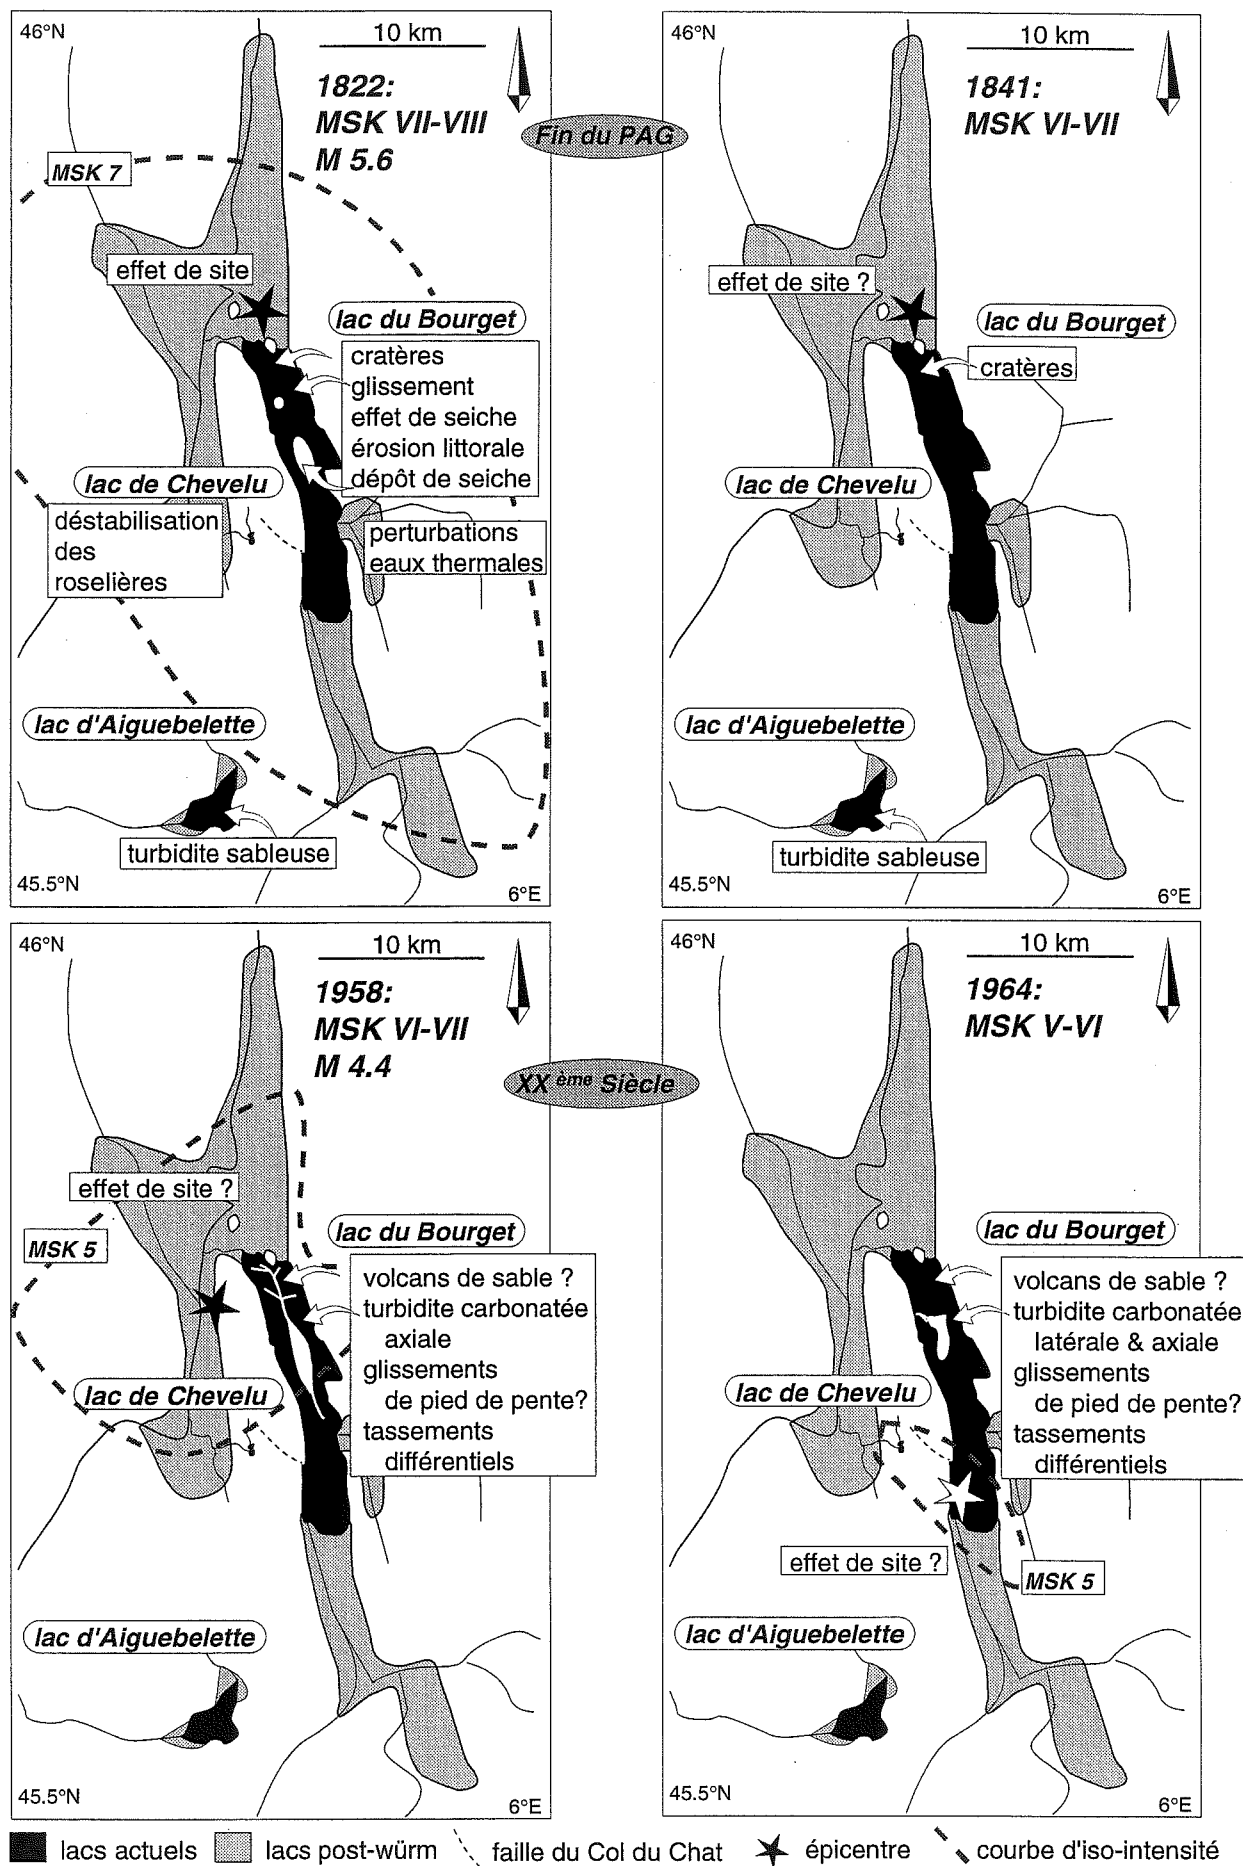 46°N
10 km
1822:
MSK VII-VIII
M 5.6
MSK 7
effet de site
lac du Bourget
cratères
glissement
effet de seiche
érosion littorale
dépôt de seiche
lac de Chevelu
déstabilisation
des
roselières
perturbations
eaux thermales
lac d'Aiguebelette
turbidite sableuse
45.5°N
6°E
Fin du PAG
46°N
10 km
1841:
MSK VI-VII
effet de site ?
lac du Bourget
cratères
lac de Chevelu
lac d'Aiguebelette
turbidite sableuse
45.5°N
6°E
46°N
10 km
1958:
MSK VI-VII
M 4.4
effet de site ?
MSK 5
lac du Bourget
volcans de sable ?
turbidite carbonatée
axiale
glissements
de pied de pente?
tassements
différentiels
lac de Chevelu
lac d'Aiguebelette
45.5°N
6°E
XX ème Siècle
46°N
10 km
1964:
MSK V-VI
lac du Bourget
volcans de sable ?
turbidite carbonatée
latérale & axiale
glissements
de pied de pente?
tassements
différentiels
lac de Chevelu
effet de site ?
MSK 5
lac d'Aiguebelette
45.5°N
6°E
lacs actuels lacs post-würm faille du Col du Chat épicentre courbe d'iso-intensité